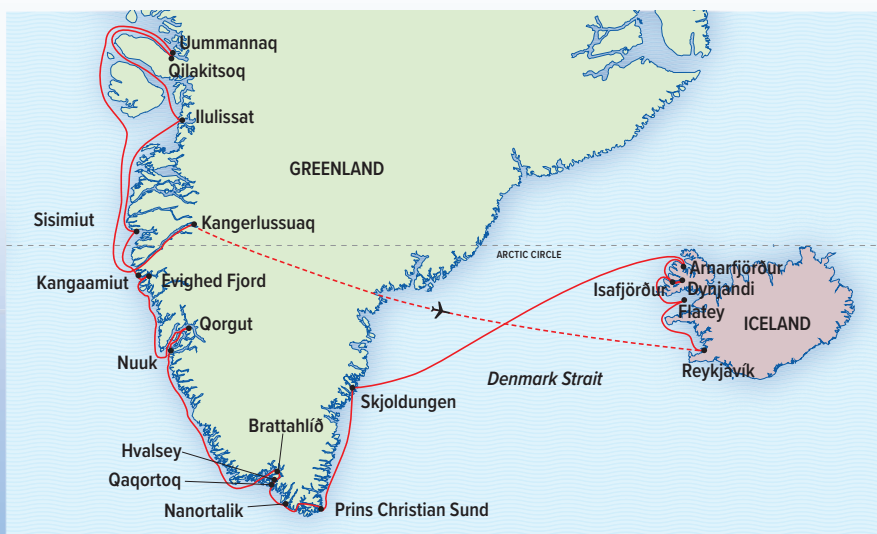 Uummannaq
Qilakitsoq
Ilulissat
GREENLAND
Sisimiut
Kangerlussuaq
ARCTIC CIRCLE
Kangaamiut
Evighed Fjord
Arnarfjörður
Isafjörður
Dynjandi
Flatey
Qorgut
ICELAND
Nuuk
Reykjavík
Denmark Strait
Skjoldungen
Brattahlíð
Hvalsey
Qaqortoq
Nanortalik
Prins Christian Sund